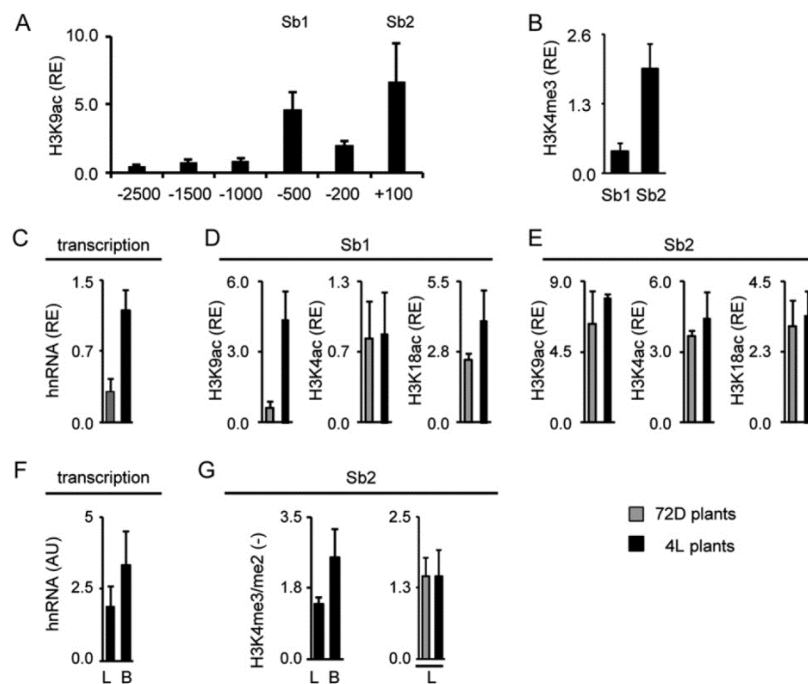 A
Sb1
Sb2
H3K9ac (RE)
10.0
5.0
0.0
-2500 -1500 -1000 -500 -200 +100
B
H3K4me3 (RE)
2.6
1.3
0.0
Sb1 Sb2
C
transcription
hnRNA (RE)
1.5
0.7
0.0
D
Sb1
H3K9ac (RE)
6.0
3.0
0.0
H3K4ac (RE)
1.3
0.7
0.0
H3K18ac (RE)
5.5
2.8
0.0
E
Sb2
H3K9ac (RE)
9.0
4.5
0.0
H3K4ac (RE)
6.0
3.0
0.0
H3K18ac (RE)
4.5
2.3
0.0
F
transcription
hnRNA (AU)
5
2.5
0.0
L B
G
Sb2
H3K4me3/me2 (-)
3.5
1.8
0.0
L B
2.5
1.3
0.0
L
72D plants
4L plants